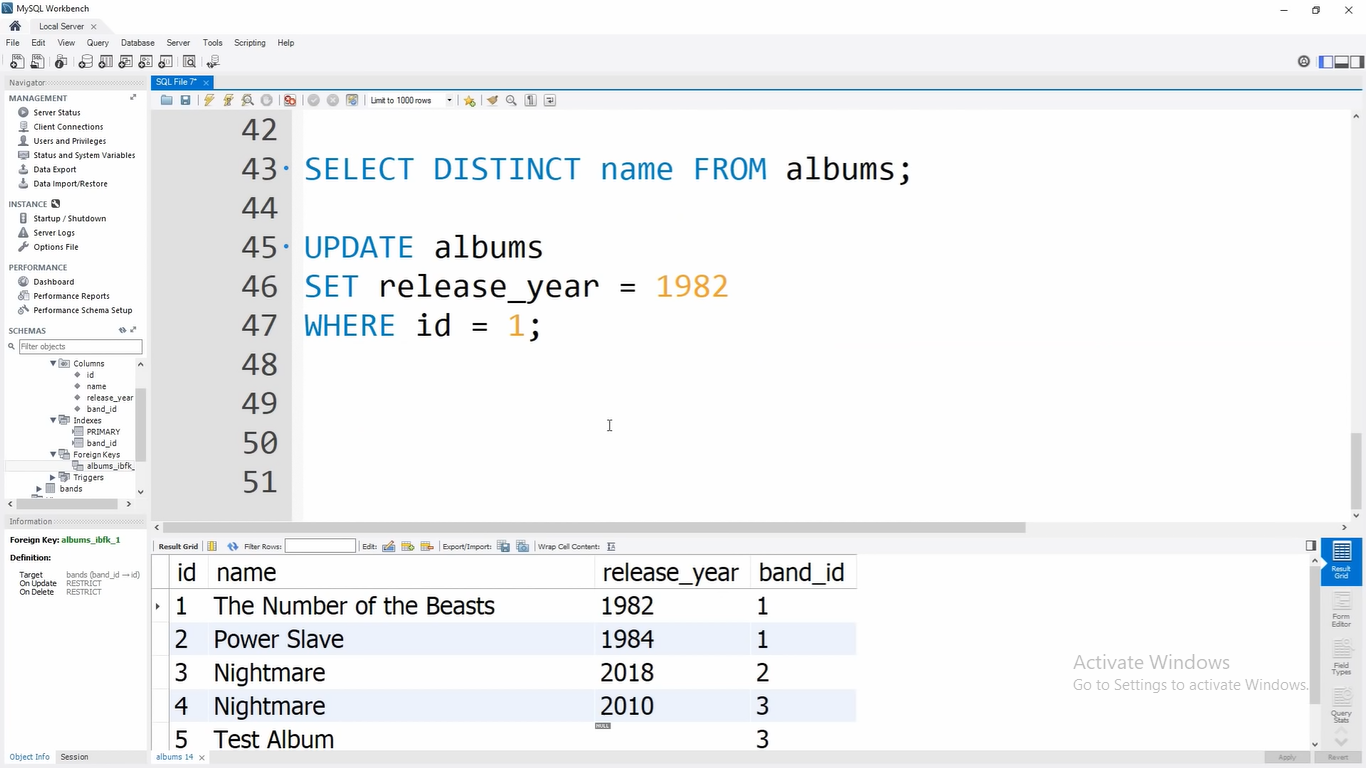 MySQL Workbench
Local Server
File Edit View Query Database Server Tools Scripting Help
Navigator
MANAGEMENT
Server Status
Client Connections
Users and Privileges
Status and System Variables
Data Export
Data Import/Restore
INSTANCE
Startup / Shutdown
Server Logs
Options File
PERFORMANCE
Dashboard
Performance Reports
Performance Schema Setup
SCHEMAS
Filter objects
Columns
id
name
release_year
band_id
Indexes
PRIMARY
band_id
Foreign Keys
albums_ibfk_
Triggers
bands
Information
Foreign Key: albums_ibfk_1
Definition:
Target bands (band_id → id)
On Update RESTRICT
On Delete RESTRICT
Object Info Session
SQL File 7*
Limit to 1000 rows
42
43 SELECT DISTINCT name FROM albums;
44
45 UPDATE albums
46 SET release_year = 1982
47 WHERE id = 1;
48
49
50
51
Result Grid Filter Rows: Edit: Export/Import: Wrap Cell Content:
id name release_year band_id
1 The Number of the Beasts 1982 1
2 Power Slave 1984 1
3 Nightmare 2018 2
4 Nightmare 2010 3
5 Test Album NULL 3
albums 14
Result Grid
Form Editor
Field Types
Query Stats
Activate Windows
Go to Settings to activate Windows.
Apply Revert